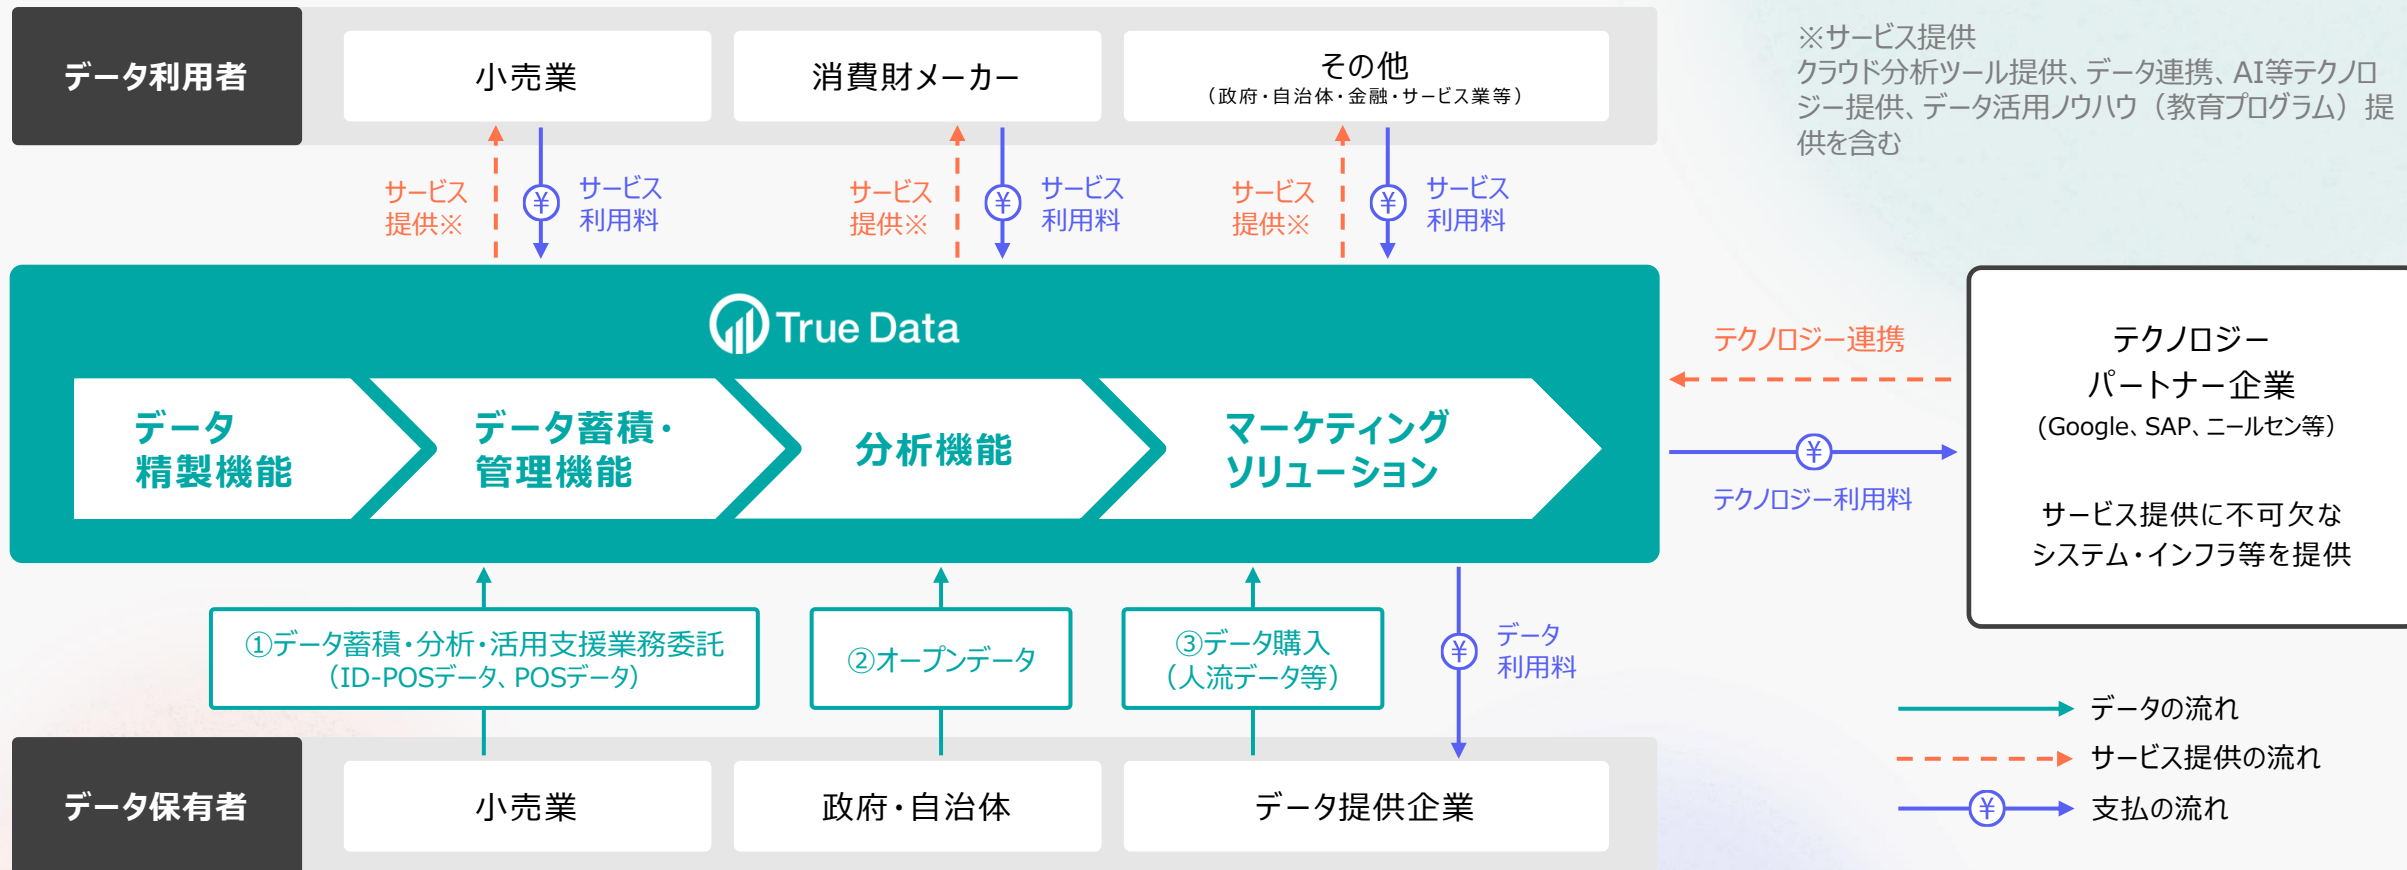 データ利用者
小売業
消費財メーカー
その他
（政府・自治体・金融・サービス業等）
※サービス提供
クラウド分析ツール提供、データ連携、AI等テクノロ
ジー提供、データ活用ノウハウ（教育プログラム）提
供を含む
サービス
提供※
¥
サービス
利用料
サービス
提供※
¥
サービス
利用料
サービス
提供※
¥
サービス
利用料
True Data
データ
精製機能
データ蓄積・
管理機能
分析機能
マーケティング
ソリューション
テクノロジー連携
¥
テクノロジー利用料
テクノロジー
パートナー企業
（Google、SAP、ニールセン等）
サービス提供に不可欠な
システム・インフラ等を提供
①データ蓄積・分析・活用支援業務委託
（ID-POSデータ、POSデータ）
②オープンデータ
③データ購入
（人流データ等）
¥
データ
利用料
データ保有者
小売業
政府・自治体
データ提供企業
データの流れ
サービス提供の流れ
¥
支払の流れ